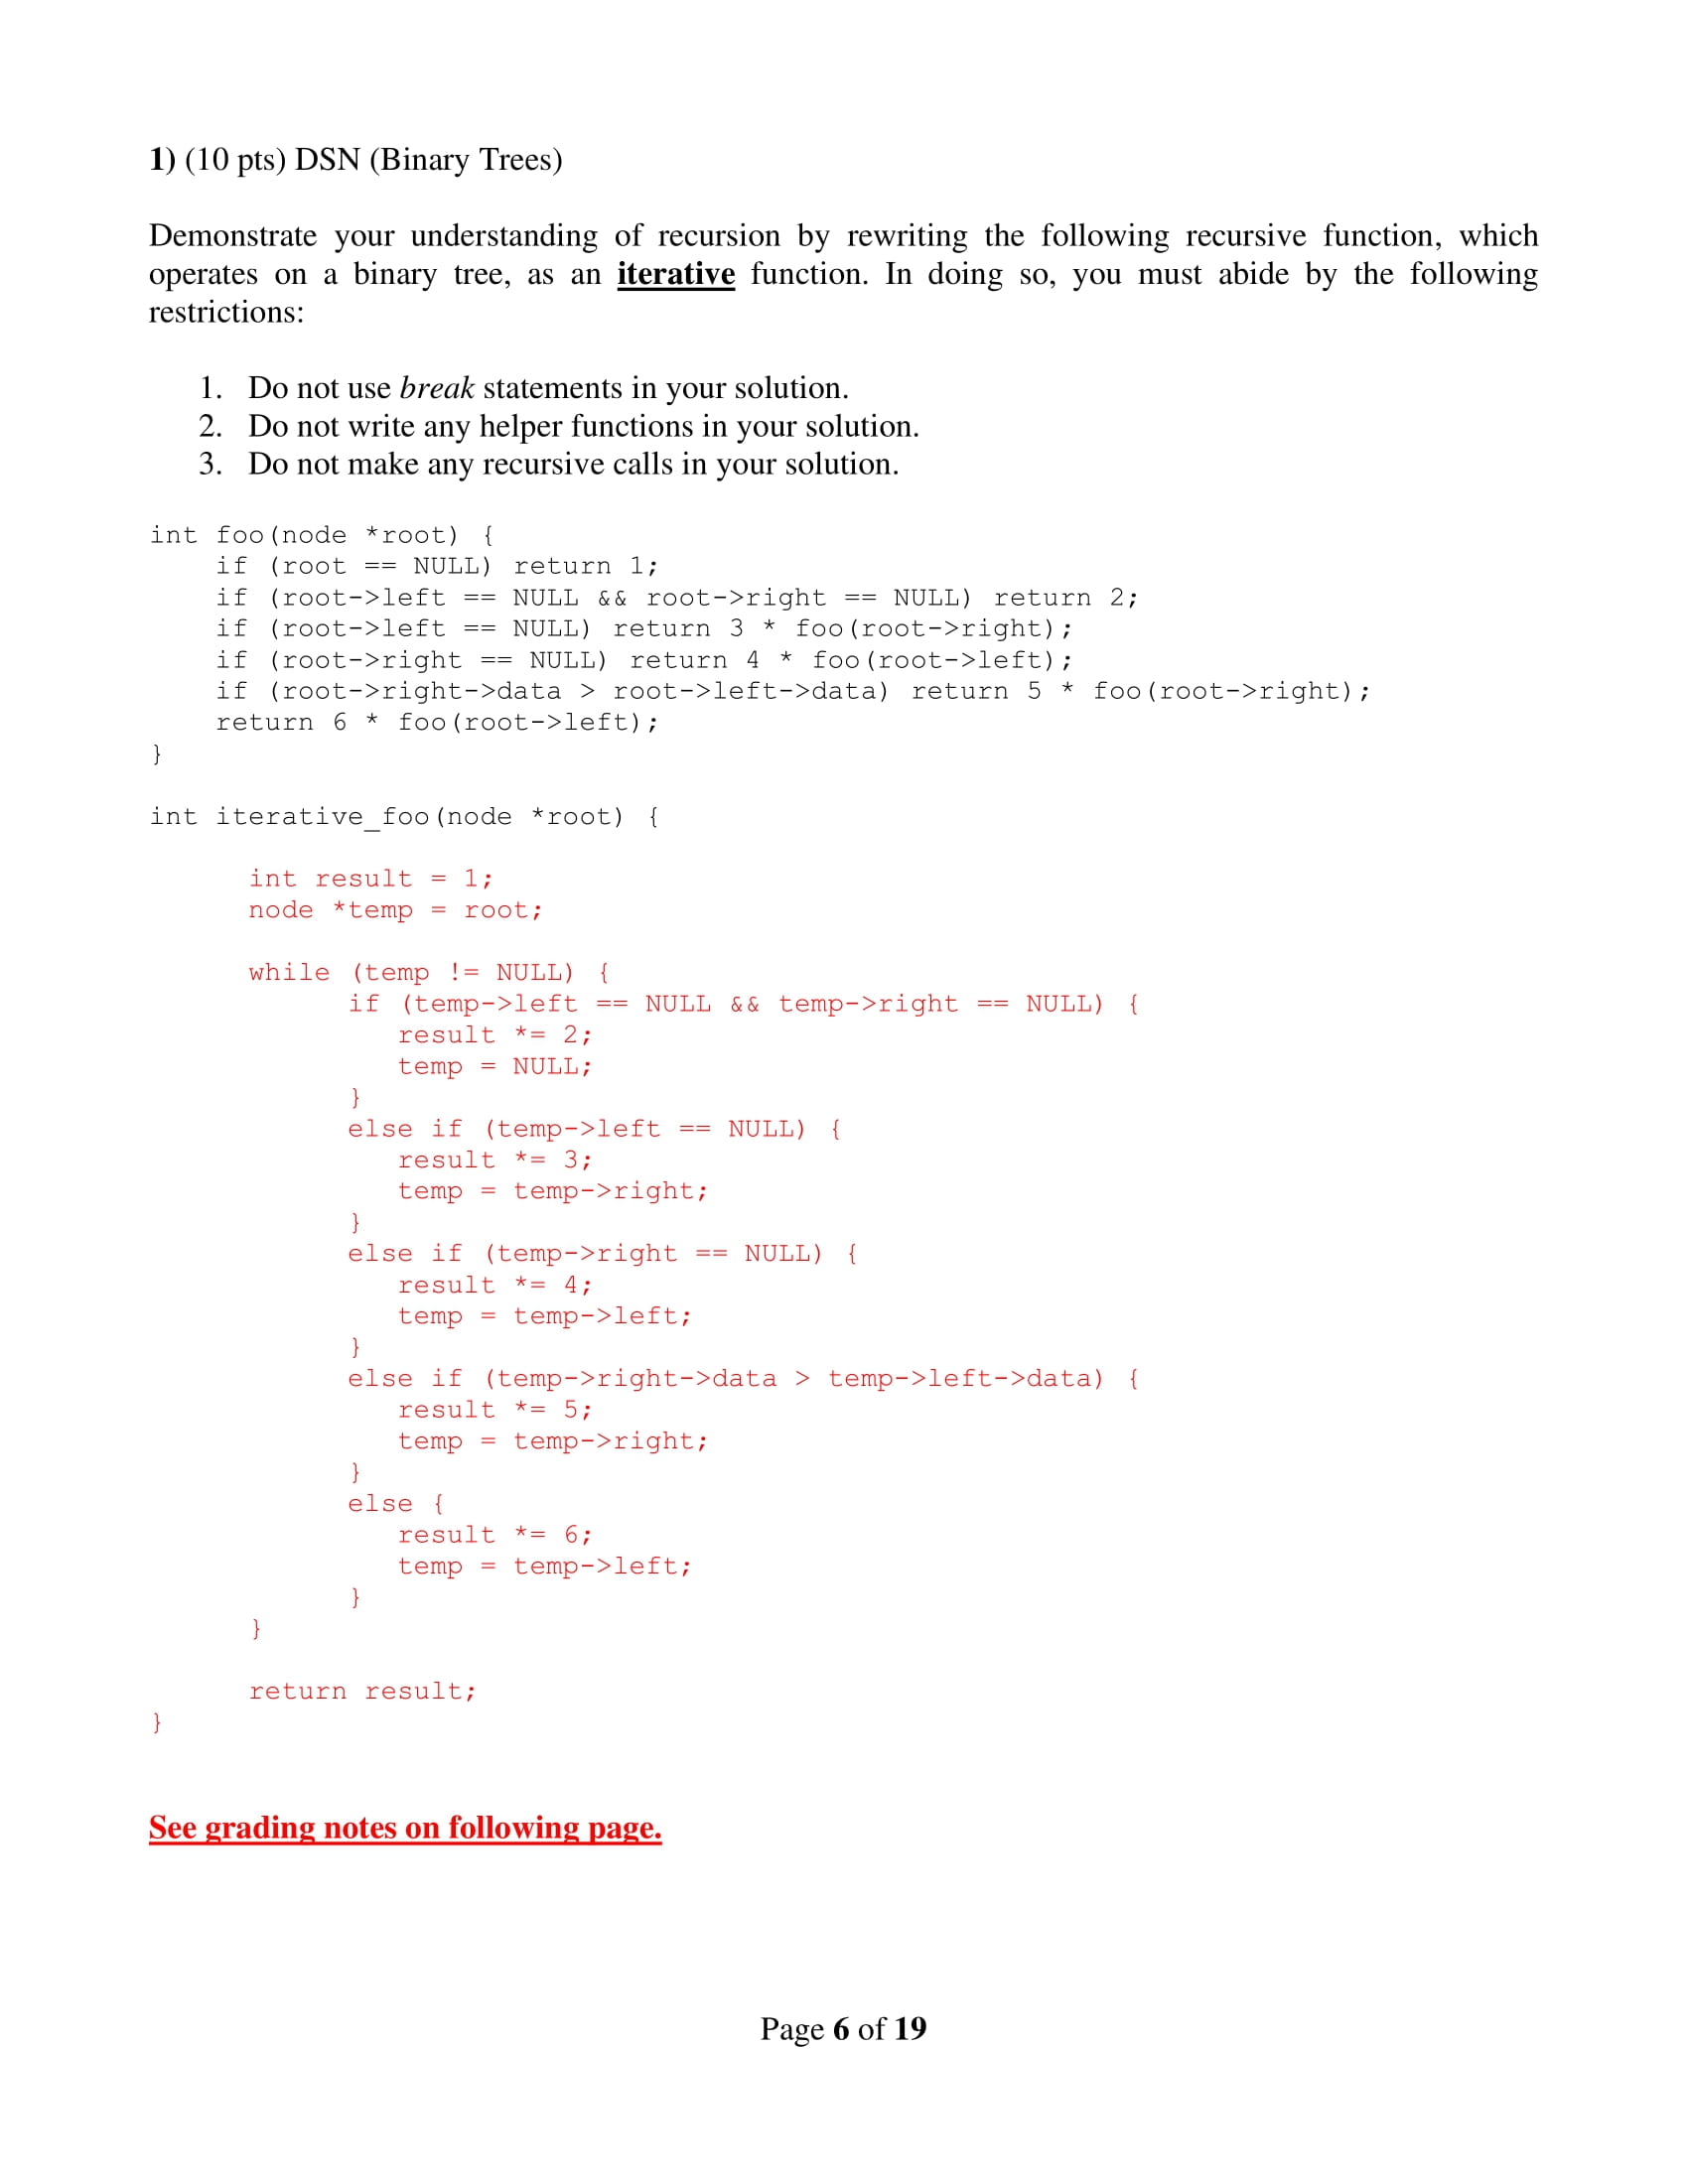 1) (10 pts) DSN (Binary Trees)
Demonstrate your understanding of recursion by rewriting the following recursive function, which
operates on a binary tree, as an iterative function. In doing so, you must abide by the following
restrictions:
1. Do not use break statements in your solution.
2. Do not write any helper functions in your solution.
3. Do not make any recursive calls in your solution.
int foo(node *root) {
    if (root == NULL) return 1;
    if (root->left == NULL && root->right == NULL) return 2;
    if (root->left == NULL) return 3 * foo(root->right);
    if (root->right == NULL) return 4 * foo(root->left);
    if (root->right->data > root->left->data) return 5 * foo(root->right);
    return 6 * foo(root->left);
}
int iterative_foo(node *root) {
      int result = 1;
      node *temp = root;
      while (temp != NULL) {
            if (temp->left == NULL && temp->right == NULL) {
               result *= 2;
               temp = NULL;
            }
            else if (temp->left == NULL) {
               result *= 3;
               temp = temp->right;
            }
            else if (temp->right == NULL) {
               result *= 4;
               temp = temp->left;
            }
            else if (temp->right->data > temp->left->data) {
               result *= 5;
               temp = temp->right;
            }
            else {
               result *= 6;
               temp = temp->left;
            }
      }
      return result;
}
See grading notes on following page.
Page 6 of 19